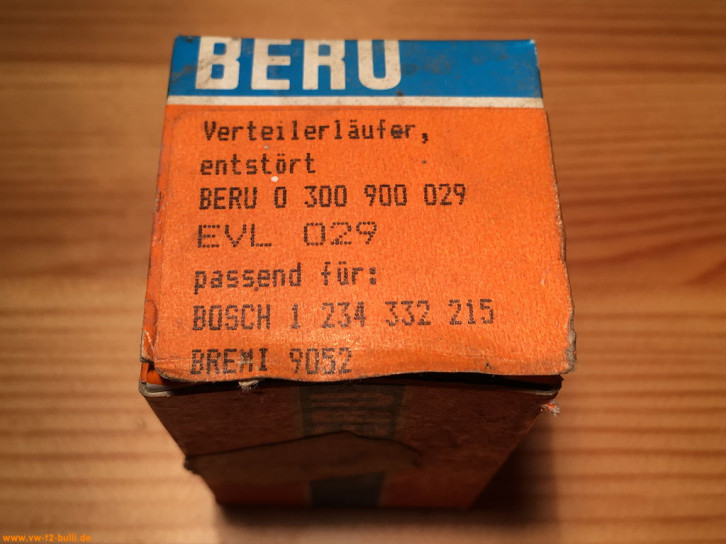 BERU
Verteilerläufer,
entstört
BERU 0 300 900 029
EVL 029
passend für:
BOSCH 1 234 332 215
BREMI 9052
www.vw-t2-bulli.de